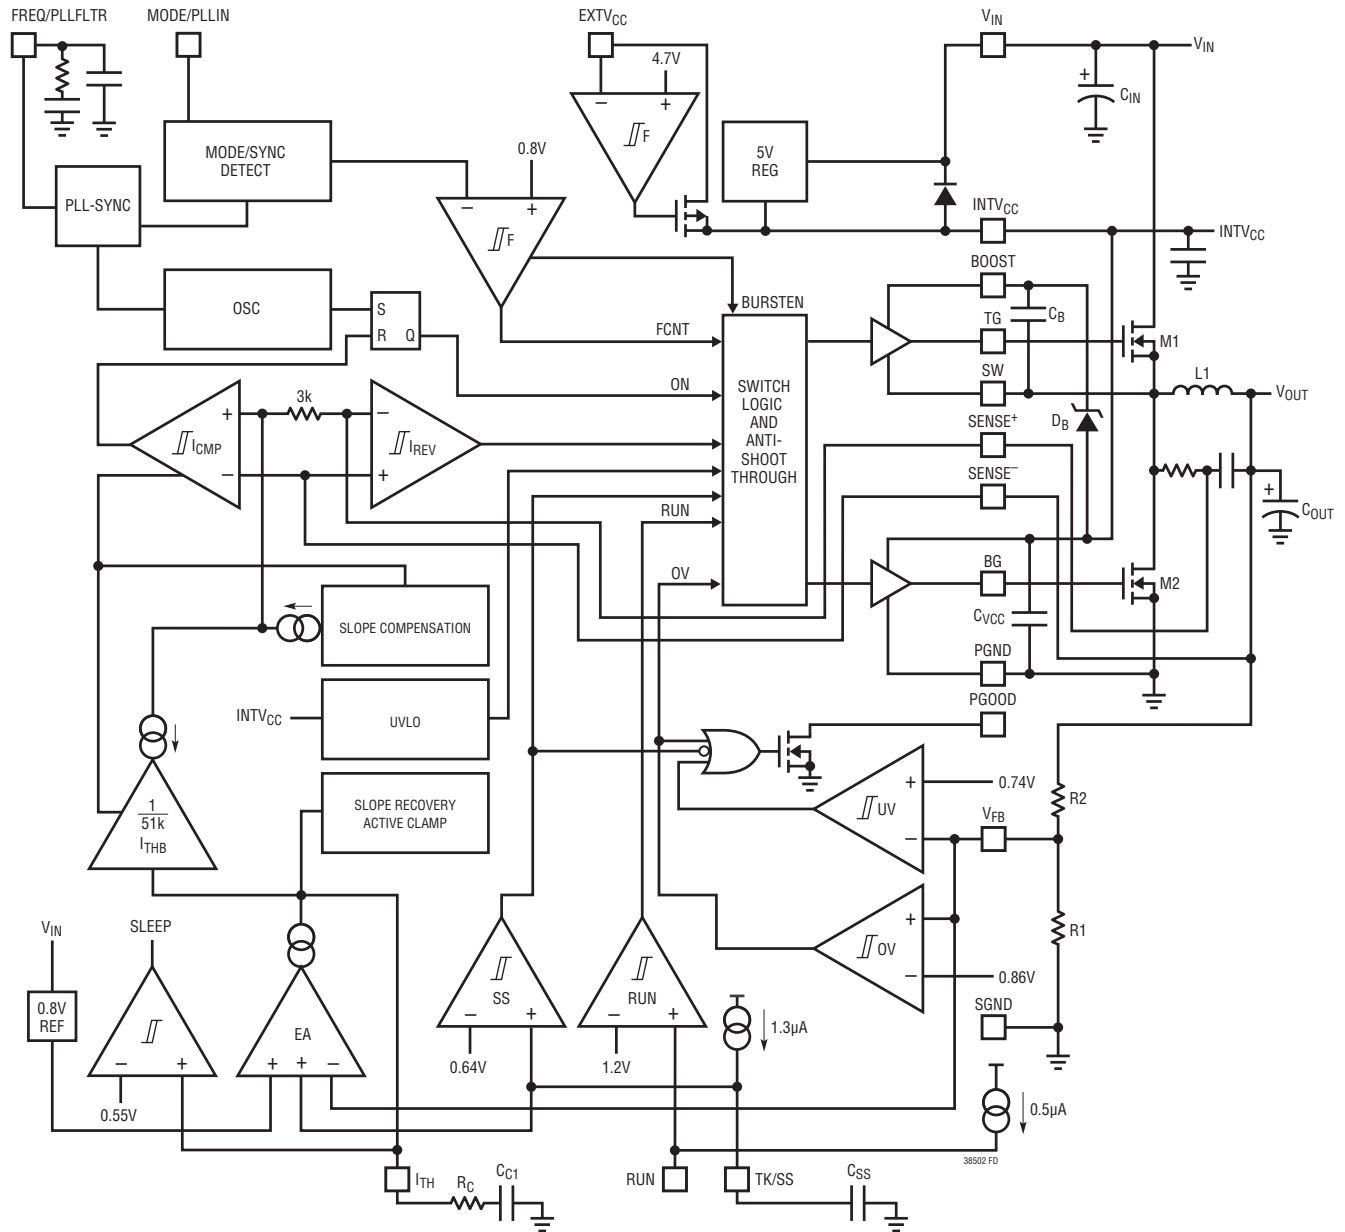 FREQ/PLLFLTR
MODE/PLLIN
EXTVCC
VIN
4.7V
VIN
+
CIN
– +
F
MODE/SYNC
DETECT
0.8V
5V
REG
PLL-SYNC
– +
F
INTVCC
INTVCC
BOOST
OSC
S
R Q
BURSTEN
CB
FCNT
TG
M1
ON
SWITCH
LOGIC
AND
ANTI-
SHOOT
THROUGH
SW
L1
VOUT
3k
+
ICMP
–
–
IREV
+
SENSE+
DB
SENSE–
+
COUT
RUN
OV
BG
M2
CVCC
SLOPE COMPENSATION
PGND
PGOOD
INTVCC
UVLO
1
51k
ITHB
SLOPE RECOVERY
ACTIVE CLAMP
+
UV
–
0.74V
VFB
R2
VIN
SLEEP
+
OV
–
0.86V
R1
0.8V
REF
– +
0.55V
EA
+ + –
SS
– +
0.64V
RUN
– +
1.2V
1.3µA
SGND
0.5µA
38502 FD
ITH
RC
CC1
RUN
TK/SS
CSS